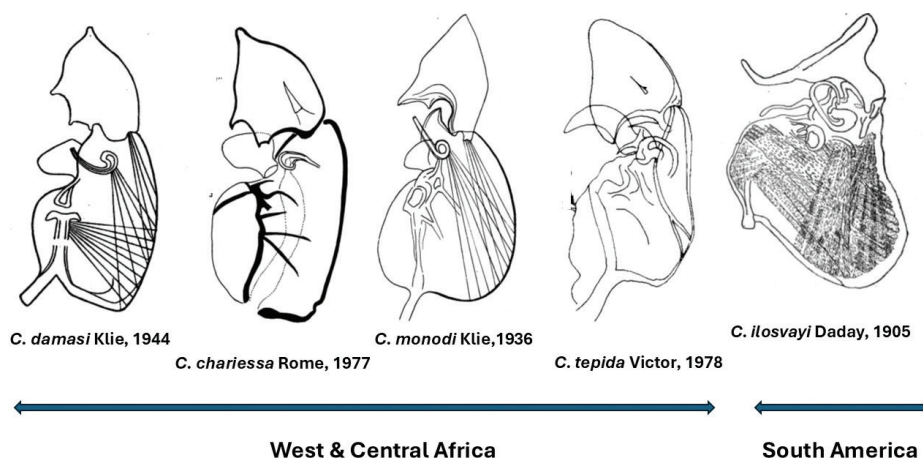 C. damasi Klie, 1944
C. chariessa Rome, 1977
C. monodi Klie,1936
C. tepida Victor, 1978
C. ilosvayi Daday, 1905
West & Central Africa
South America